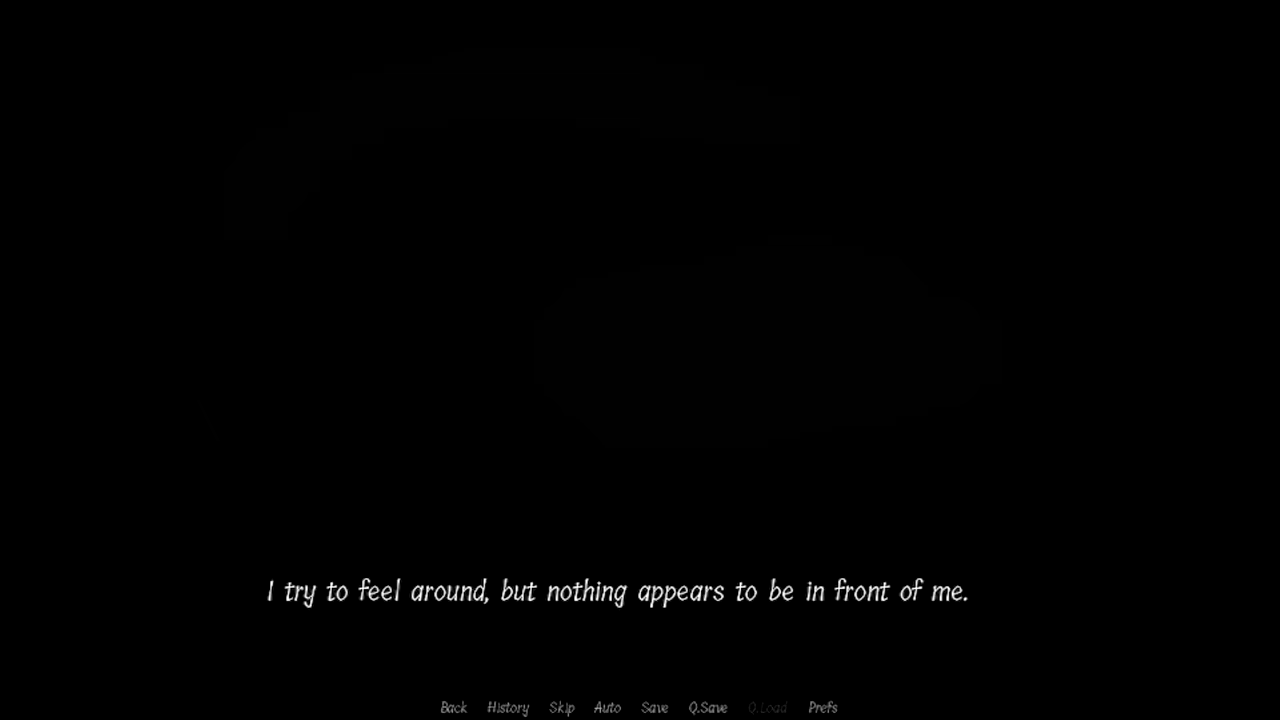 I try to feel around, but nothing appears to be in front of me.
Back History Skip Auto Save Q.Save Q.Load Prefs